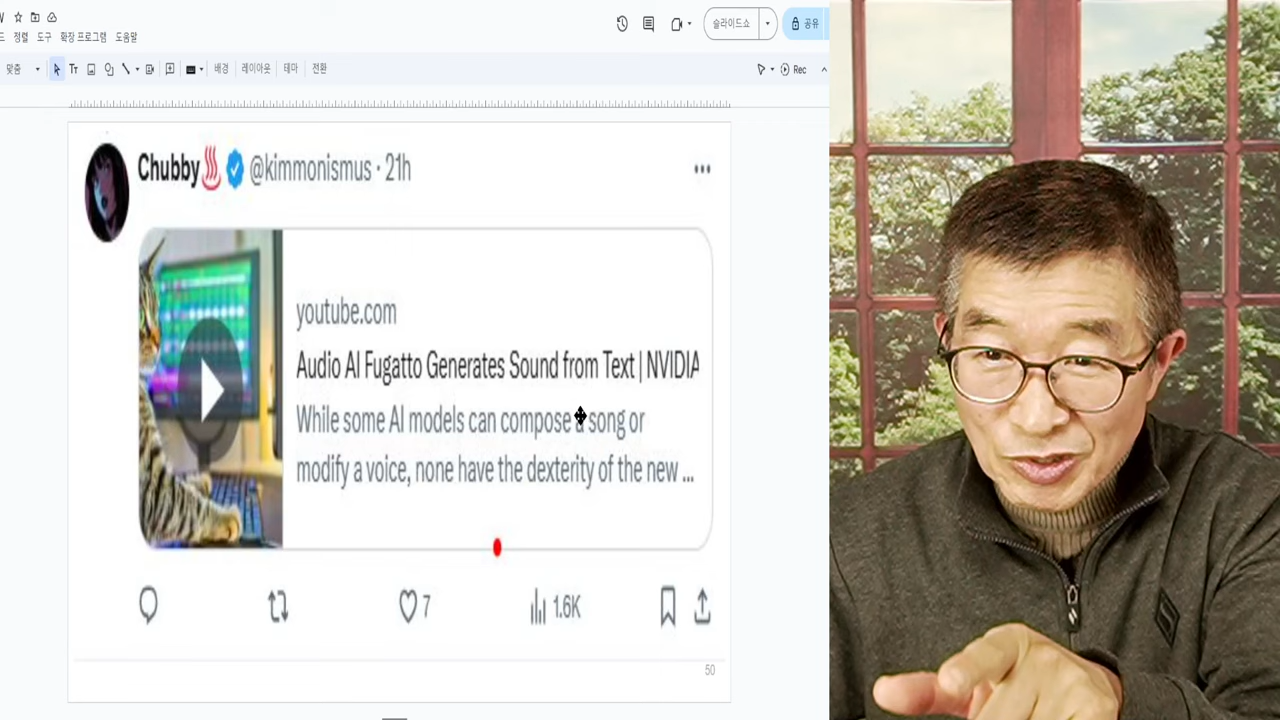 슬라이드쇼
공유
정렬 도구 확장 프로그램 도움말
맞춤
Tт
배경 레이아웃 테마 전환
Rec
Chubby @kimmonismus · 21h
youtube.com
Audio AI Fugatto Generates Sound from Text | NVIDIA
While some AI models can compose a song or
modify a voice, none have the dexterity of the new ...
7
1.6K
50